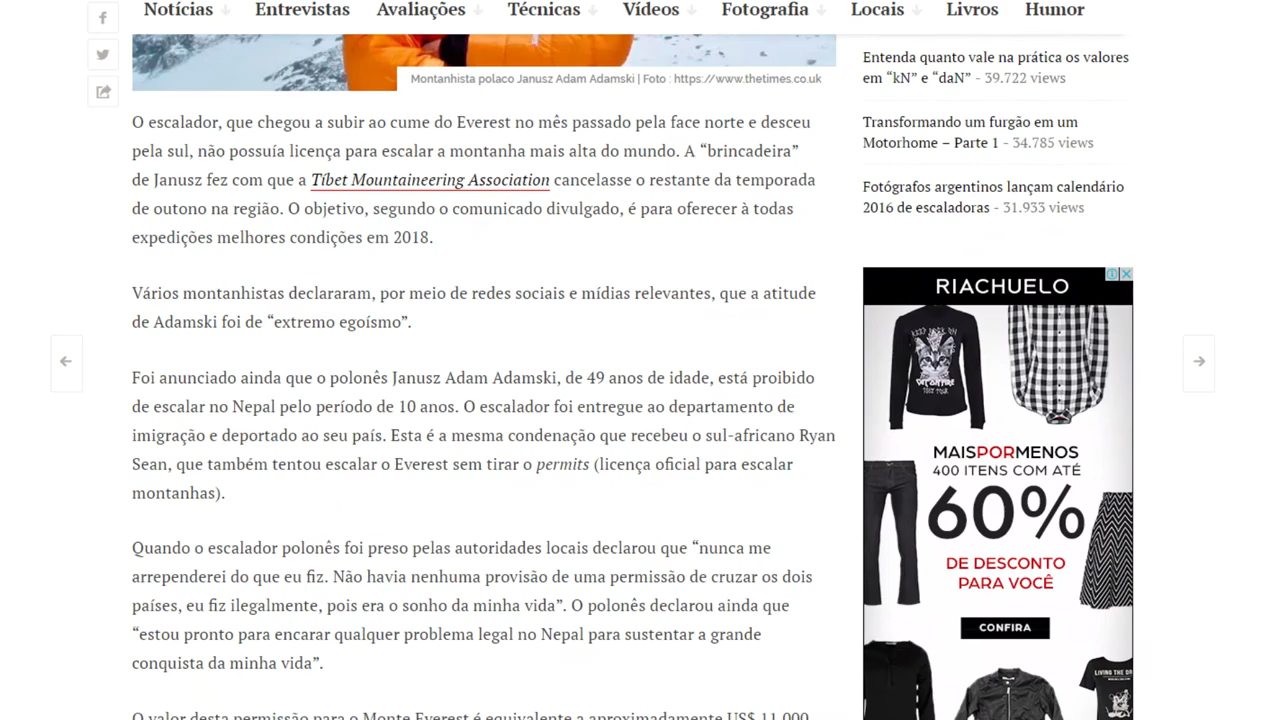 Notícias Entrevistas Avaliações Técnicas Vídeos Fotografia Locais Livros Humor
Montanhista polaco Janusz Adam Adamski | Foto : https://www.thetimes.co.uk
O escalador, que chegou a subir ao cume do Everest no mês passado pela face norte e desceu
pela sul, não possuía licença para escalar a montanha mais alta do mundo. A “brincadeira”
de Janusz fez com que a Tibet Mountaineering Association cancelasse o restante da temporada
de outono na região. O objetivo, segundo o comunicado divulgado, é para oferecer à todas
expedições melhores condições em 2018.
Vários montanhistas declararam, por meio de redes sociais e mídias relevantes, que a atitude
de Adamski foi de “extremo egoísmo”.
Foi anunciado ainda que o polonês Janusz Adam Adamski, de 49 anos de idade, está proibido
de escalar no Nepal pelo período de 10 anos. O escalador foi entregue ao departamento de
imigração e deportado ao seu país. Esta é a mesma condenação que recebeu o sul-africano Ryan
Sean, que também tentou escalar o Everest sem tirar o permits (licença oficial para escalar
montanhas).
Quando o escalador polonês foi preso pelas autoridades locais declarou que “nunca me
arrependerei do que eu fiz. Não havia nenhuma provisão de uma permissão de cruzar os dois
países, eu fiz ilegalmente, pois era o sonho da minha vida”. O polonês declarou ainda que
“estou pronto para encarar qualquer problema legal no Nepal para sustentar a grande
conquista da minha vida”.
O valor desta permissão para o Monte Everest é equivalente a aproximadamente US$ 11.000
Entenda quanto vale na prática os valores
em “kN” e “daN” - 39.722 views
Transformando um furgão em um
Motorhome – Parte 1 - 34.785 views
Fotógrafos argentinos lançam calendário
2016 de escaladoras - 31.933 views
RIACHUELO
MAISPORMENOS
400 ITENS COM ATÉ
60%
DE DESCONTO
PARA VOCÊ
CONFIRA